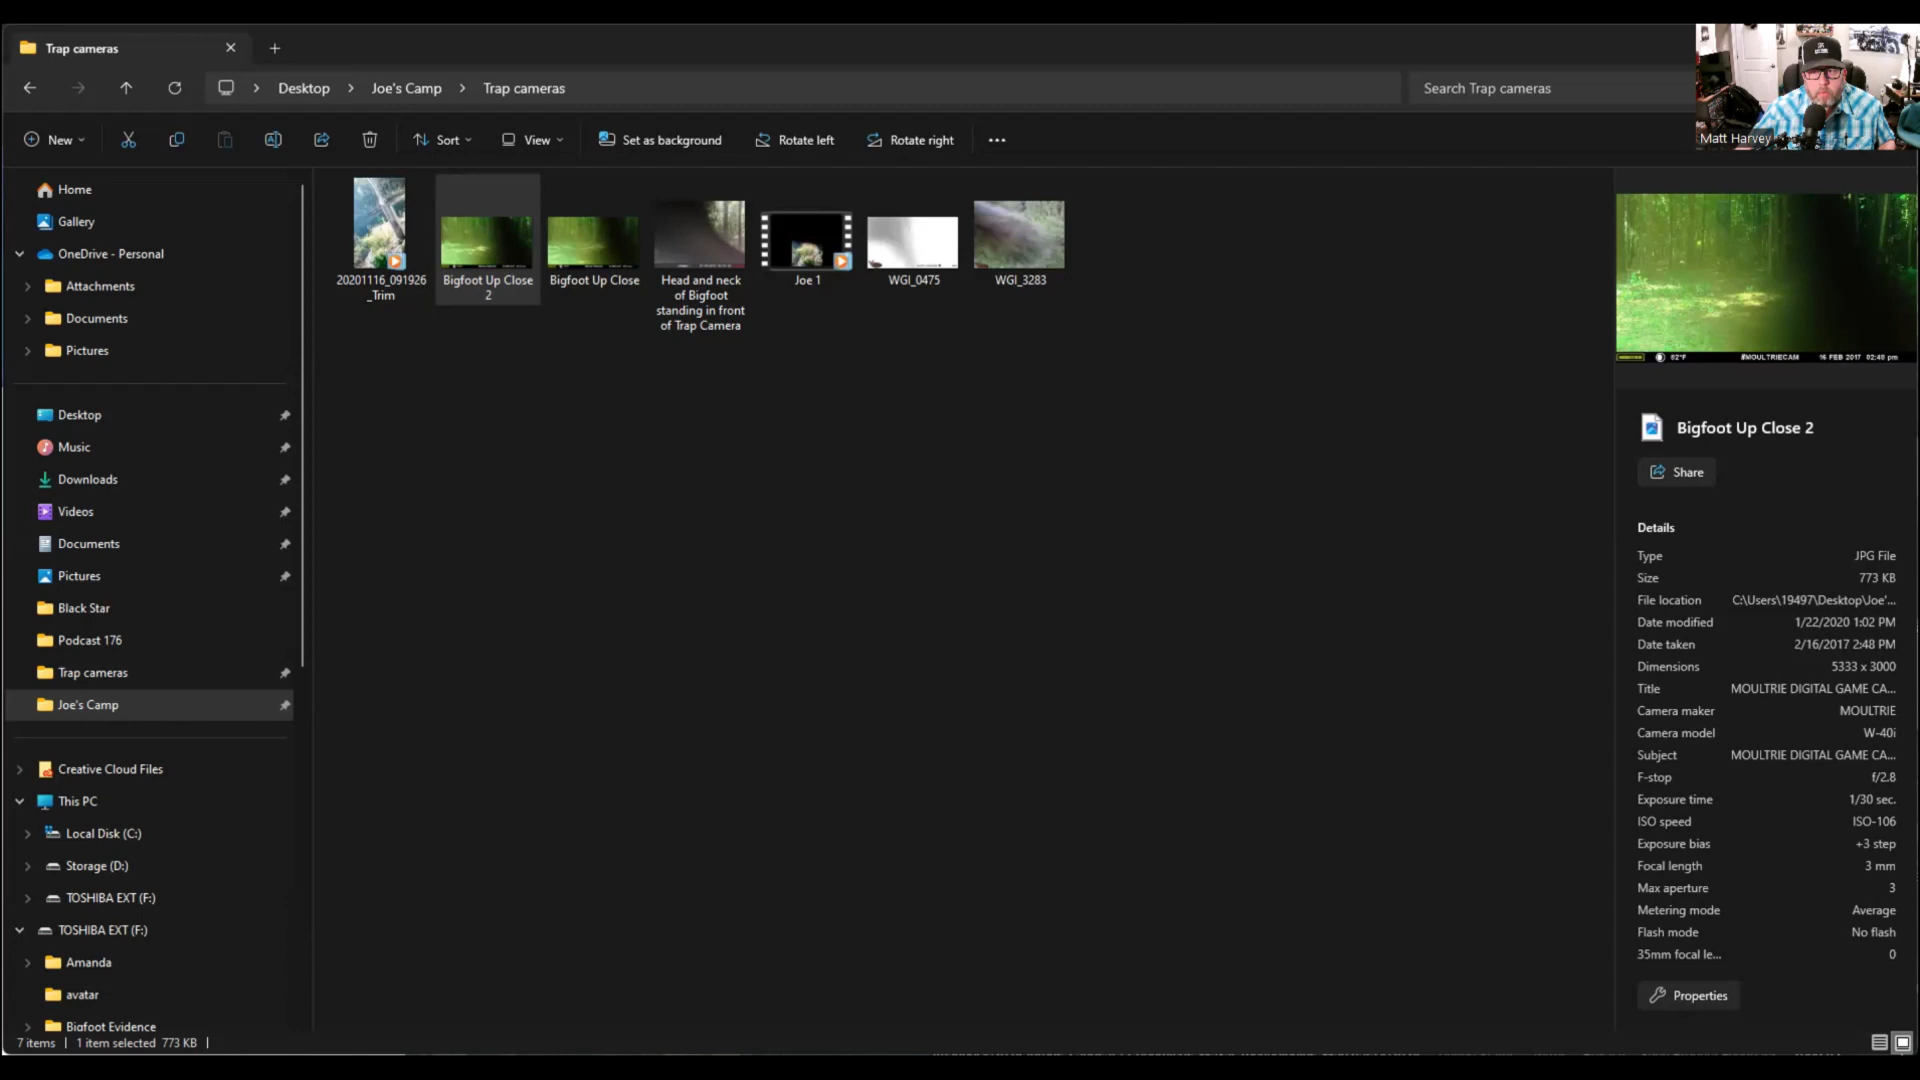 Trap cameras
Desktop
Joe's Camp
Trap cameras
Search Trap cameras
Matt Harvey
New
Sort
View
Set as background
Rotate left
Rotate right
Home
Gallery
OneDrive - Personal
Attachments
Documents
Pictures
Desktop
Music
Downloads
Videos
Documents
Pictures
Black Star
Podcast 176
Trap cameras
Joe's Camp
Creative Cloud Files
This PC
Local Disk (C:)
Storage (D:)
TOSHIBA EXT (F:)
TOSHIBA EXT (F:)
Amanda
avatar
Bigfoot Evidence
7 items
1 item selected 773 KB
20201116_091926
_Trim
Bigfoot Up Close
2
Bigfoot Up Close
Head and neck
of Bigfoot
standing in front
of Trap Camera
Joe 1
WGI_0475
WGI_3283
82°F #MOULTRIECAM 16 FEB 2017 02:48 pm
Bigfoot Up Close 2
Share
Details
Type JPG File
Size 773 KB
File location C:\Users\19497\Desktop\Joe'...
Date modified 1/22/2020 1:02 PM
Date taken 2/16/2017 2:48 PM
Dimensions 5333 x 3000
Title MOULTRIE DIGITAL GAME CA...
Camera maker MOULTRIE
Camera model W-40i
Subject MOULTRIE DIGITAL GAME CA...
F-stop f/2.8
Exposure time 1/30 sec.
ISO speed ISO-106
Exposure bias +3 step
Focal length 3 mm
Max aperture 3
Metering mode Average
Flash mode No flash
35mm focal le... 0
Properties